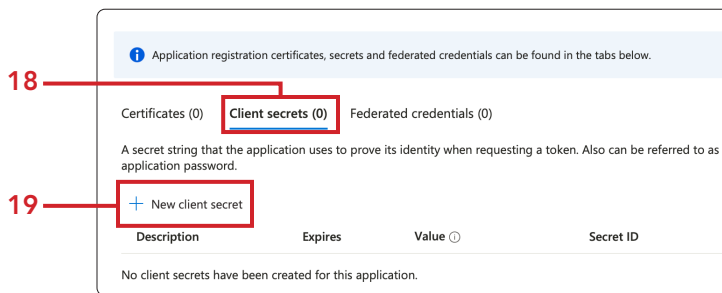 Application registration certificates, secrets and federated credentials can be found in the tabs below.
18
Certificates (0) Client secrets (0) Federated credentials (0)
A secret string that the application uses to prove its identity when requesting a token. Also can be referred to as
application password.
19
New client secret
Description Expires Value Secret ID
No client secrets have been created for this application.